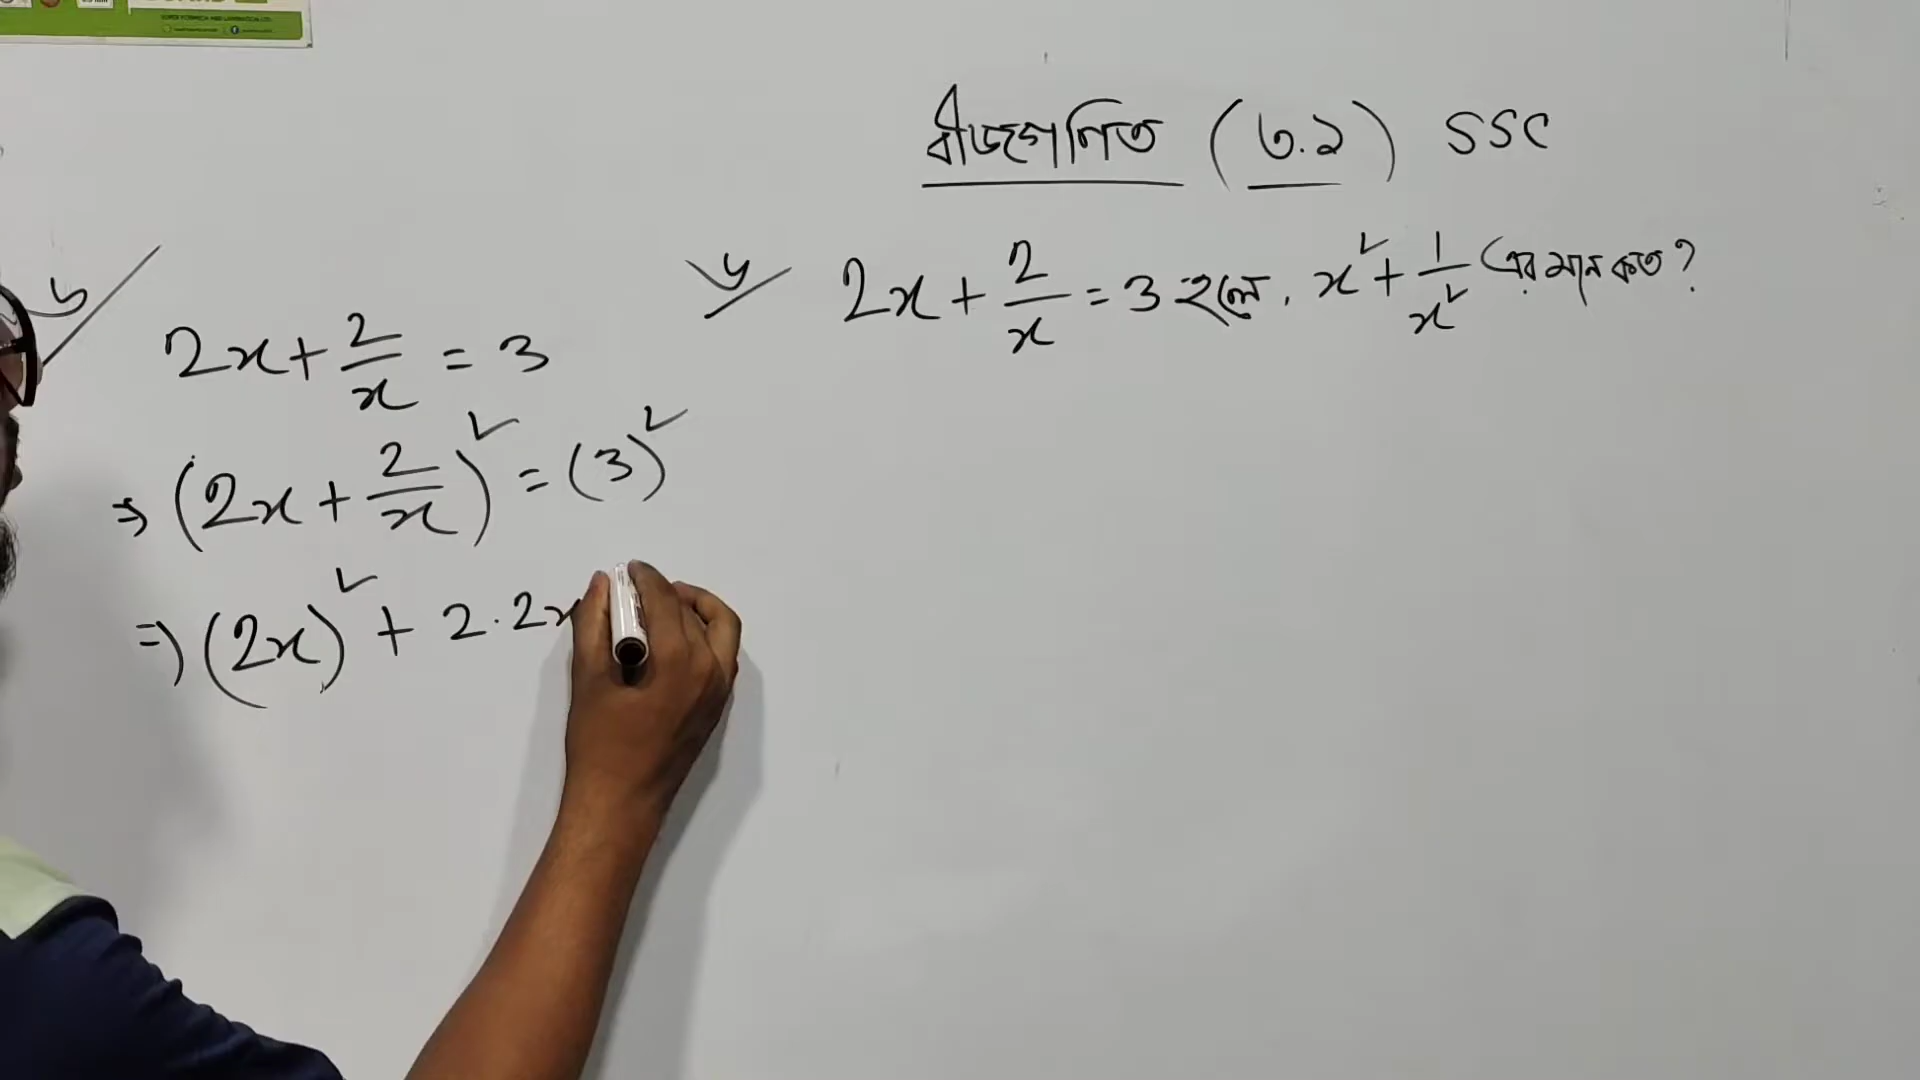 বীজগণিত (৩.১) SSC
৬ 2x + 2/x = 3 হলে, x² + 1/x² এর মান কত?
৬
2x + 2/x = 3
⇒ (2x + 2/x)² = (3)²
⇒ (2x)² + 2.2x